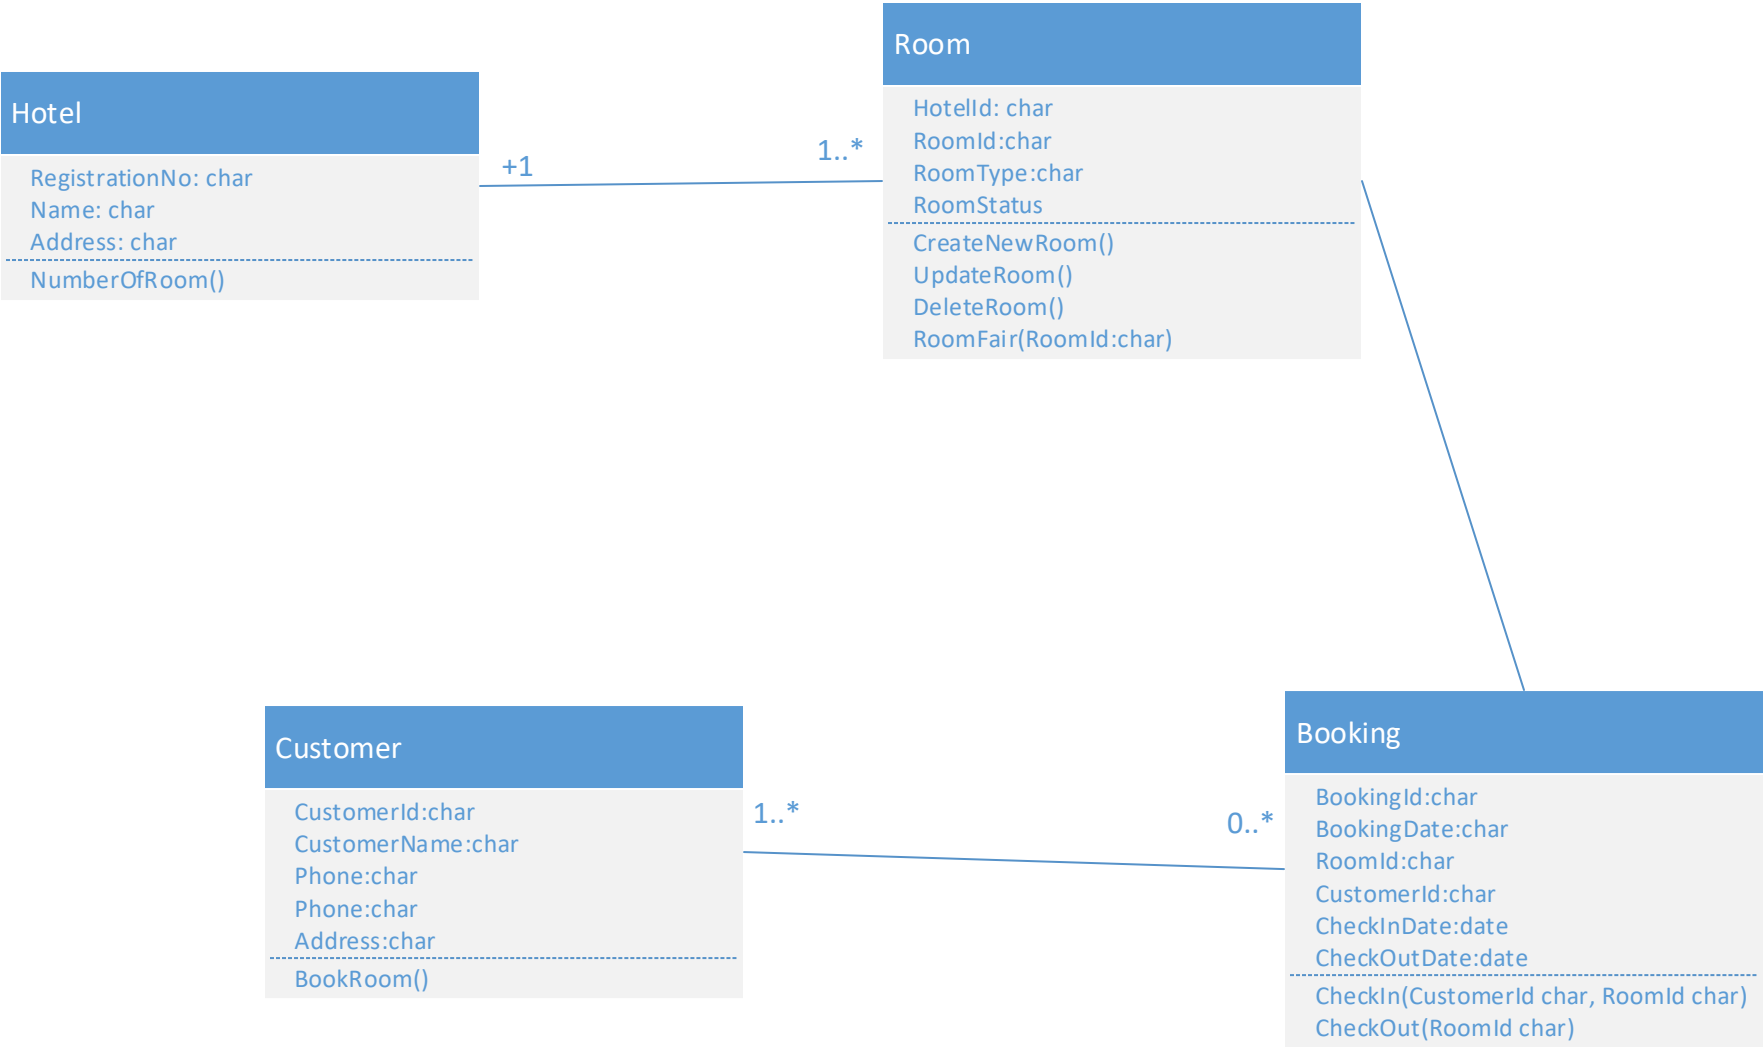 Hotel
RegistrationNo: char
Name: char
Address: char
NumberOfRoom()
+1
1..*
Room
HotelId: char
RoomId:char
RoomType:char
RoomStatus
CreateNewRoom()
UpdateRoom()
DeleteRoom()
RoomFair(RoomId:char)
Customer
CustomerId:char
CustomerName:char
Phone:char
Phone:char
Address:char
BookRoom()
1..*
0..*
Booking
BookingId:char
BookingDate:char
RoomId:char
CustomerId:char
CheckInDate:date
CheckOutDate:date
CheckIn(CustomerId char, RoomId char)
CheckOut(RoomId char)